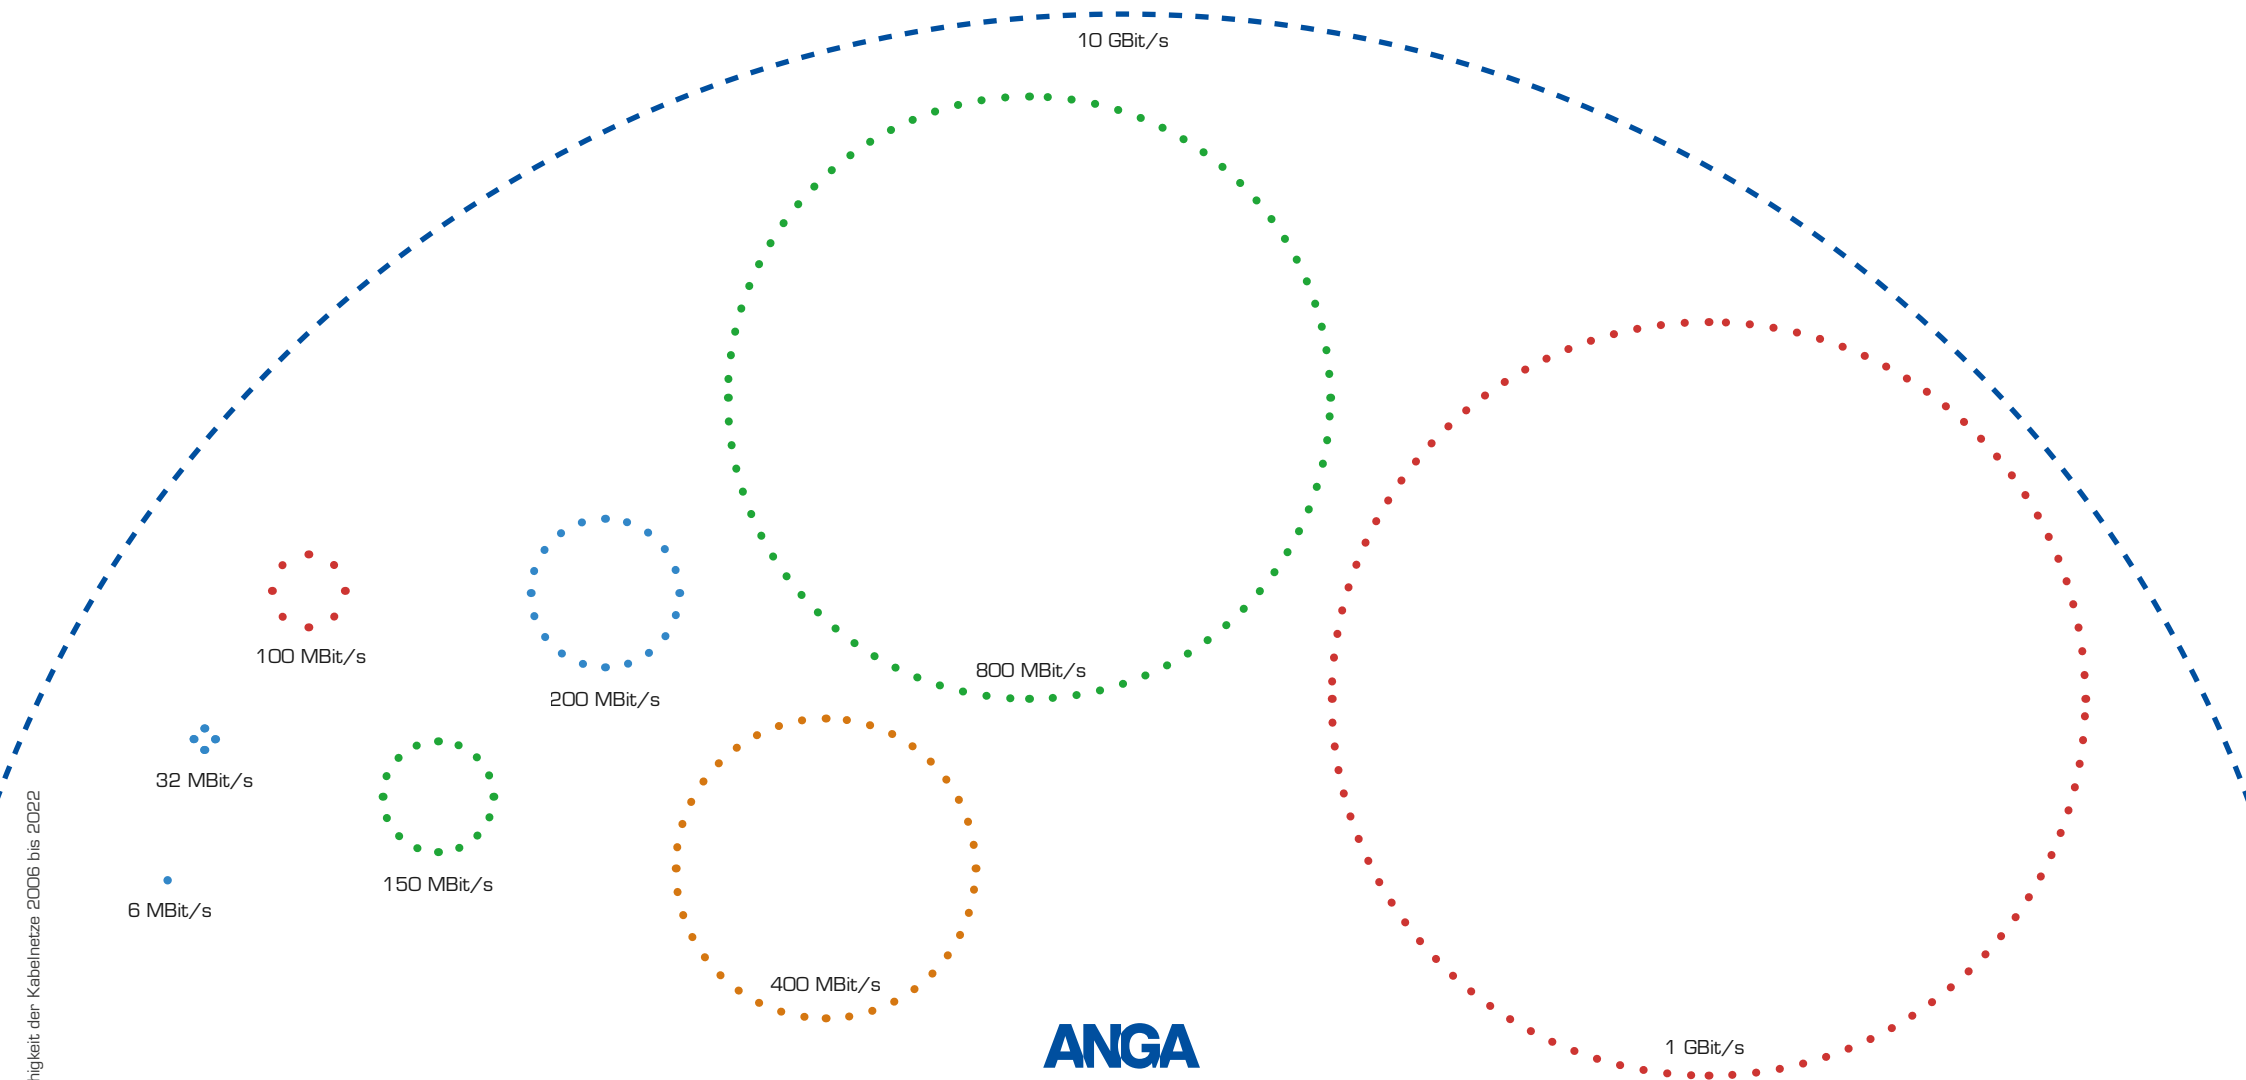 10 GBit/s
800 MBit/s
100 MBit/s
200 MBit/s
32 MBit/s
150 MBit/s
6 MBit/s
400 MBit/s
1 GBit/s
ANGA
der Kabelnetze 2006 bis 2022